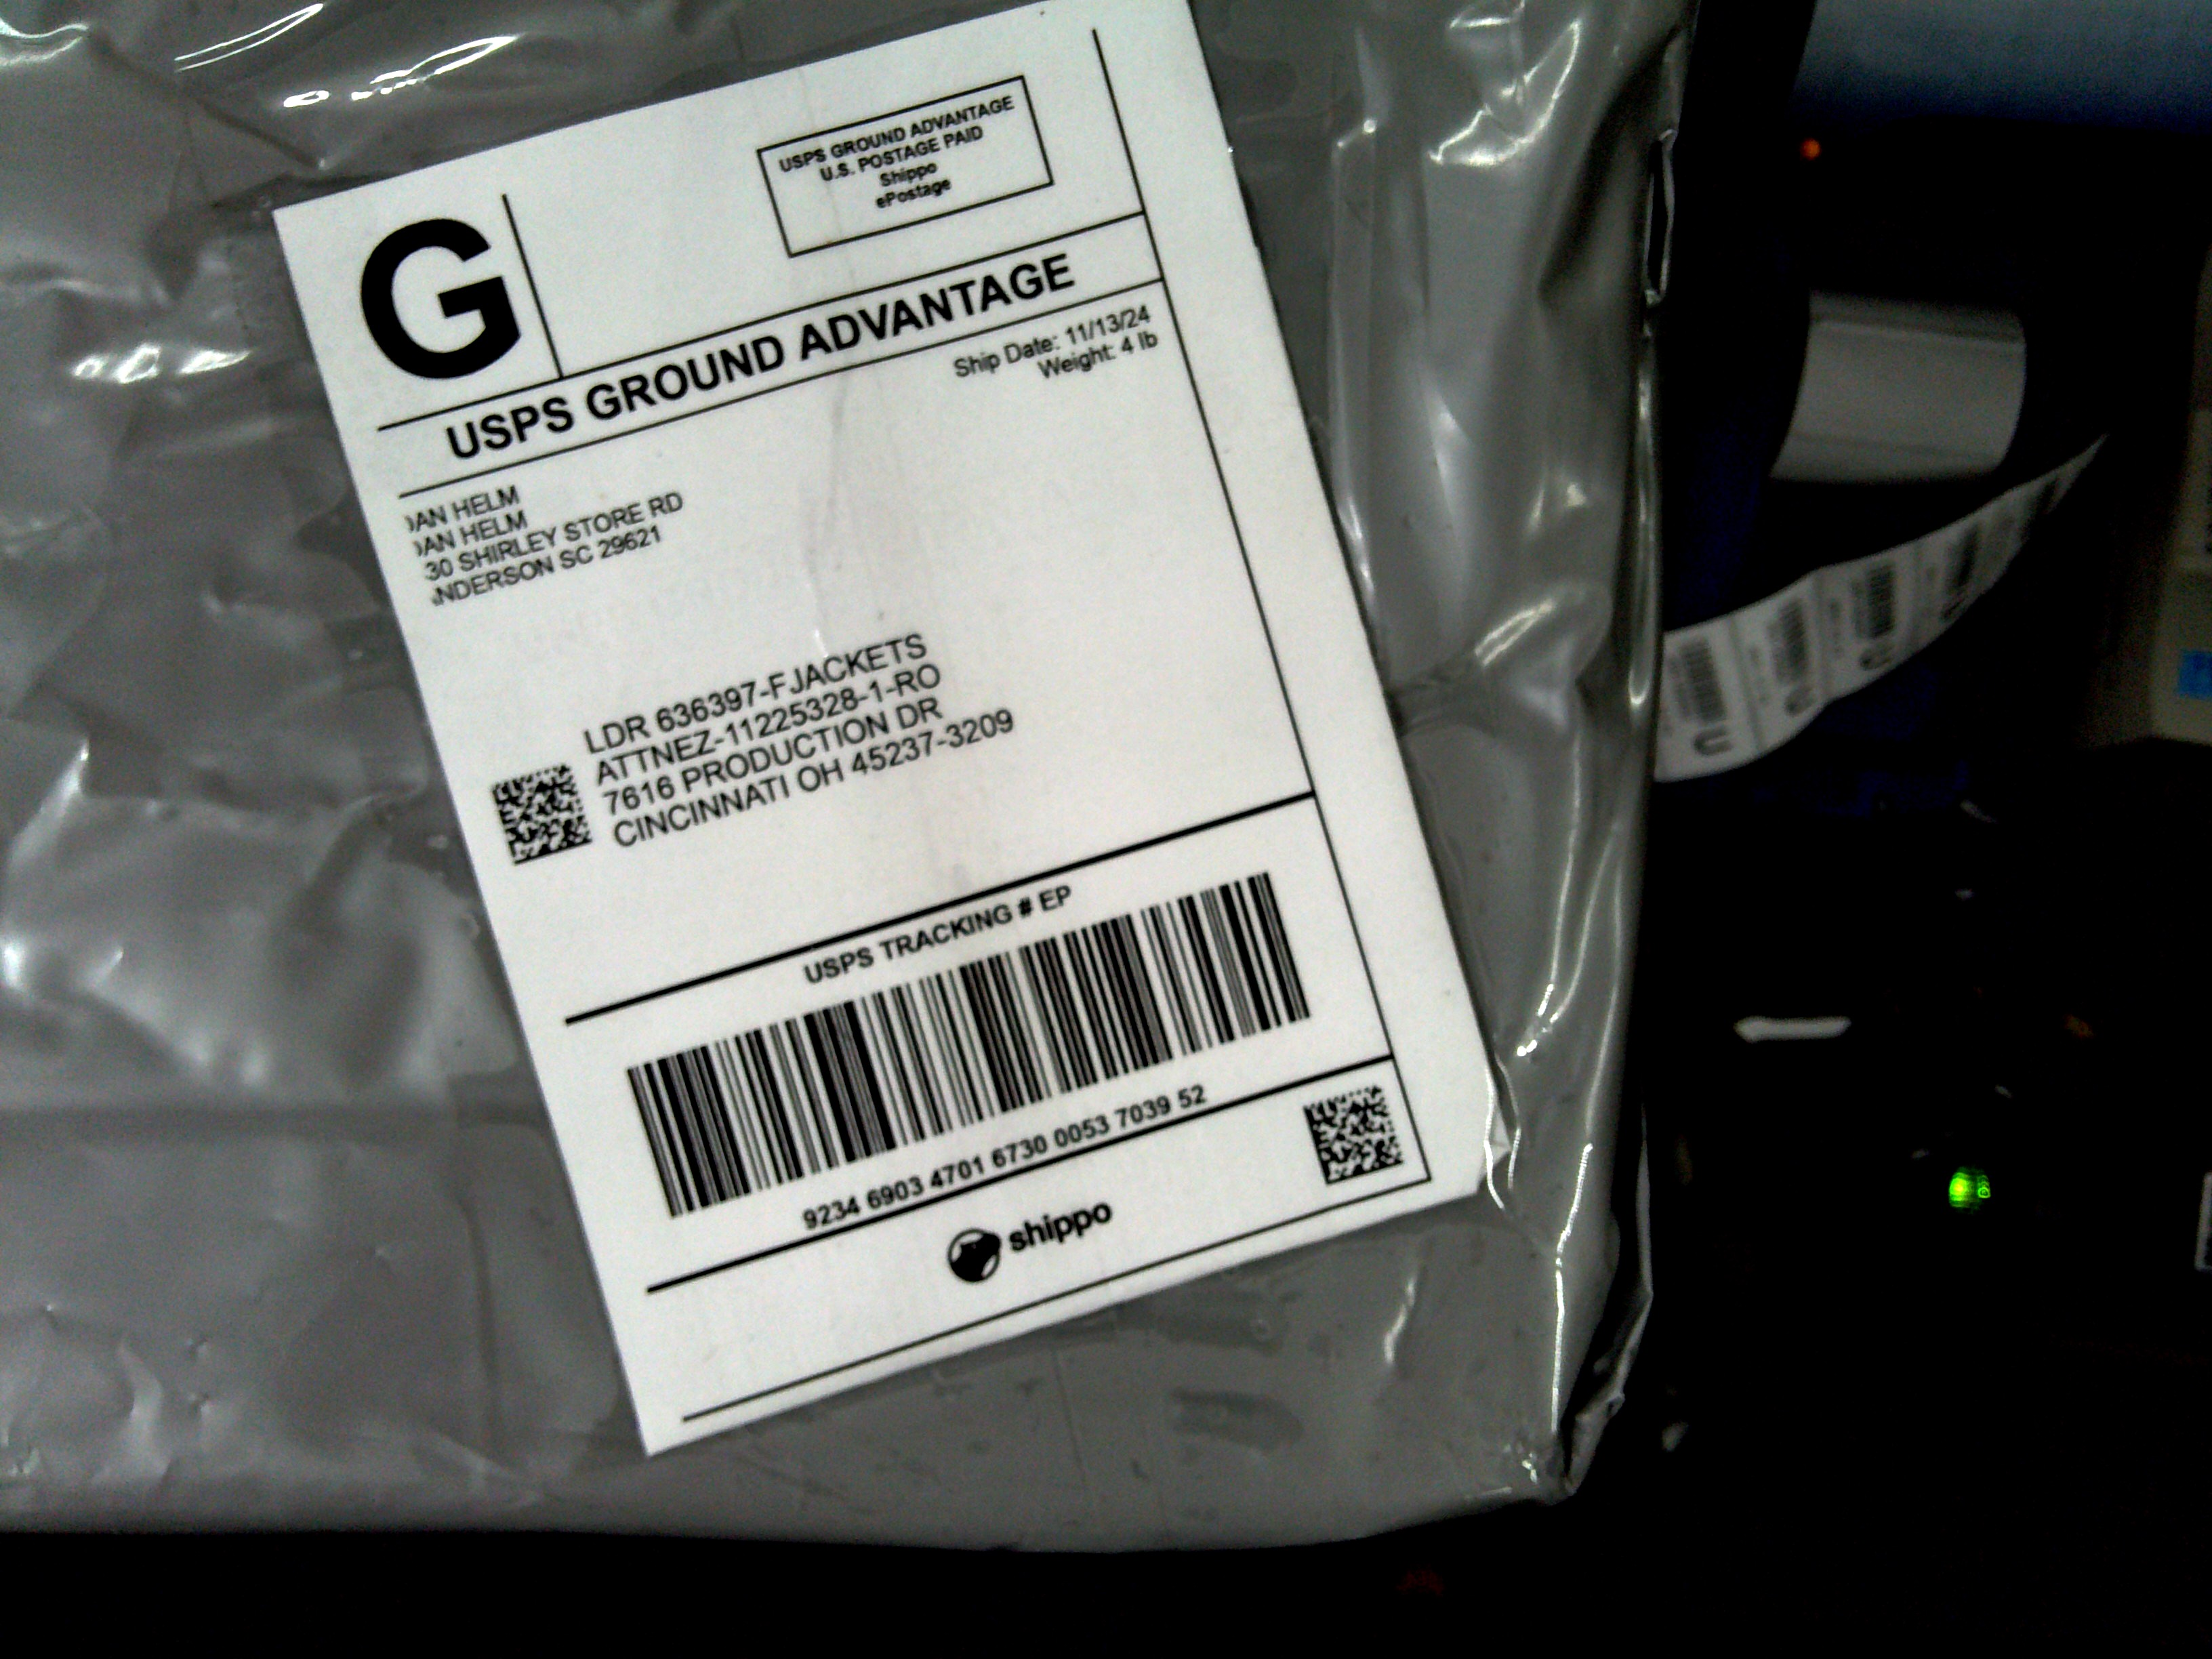 USPS GROUND ADVANTAGE
U.S. POSTAGE PAID
Shippo
ePostage
G
USPS GROUND ADVANTAGE
Ship Date: 11/13/24
Weight: 4 lb
AN HELM
AN HELM
30 SHIRLEY STORE RD
NDERSON SC 29621
LDR 636397-FJACKETS
ATTNEZ-11225328-1-RO
7616 PRODUCTION DR
CINCINNATI OH 45237-3209
USPS TRACKING # EP
9234 6903 4701 6730 0053 7039 52
shippo
U
U
U